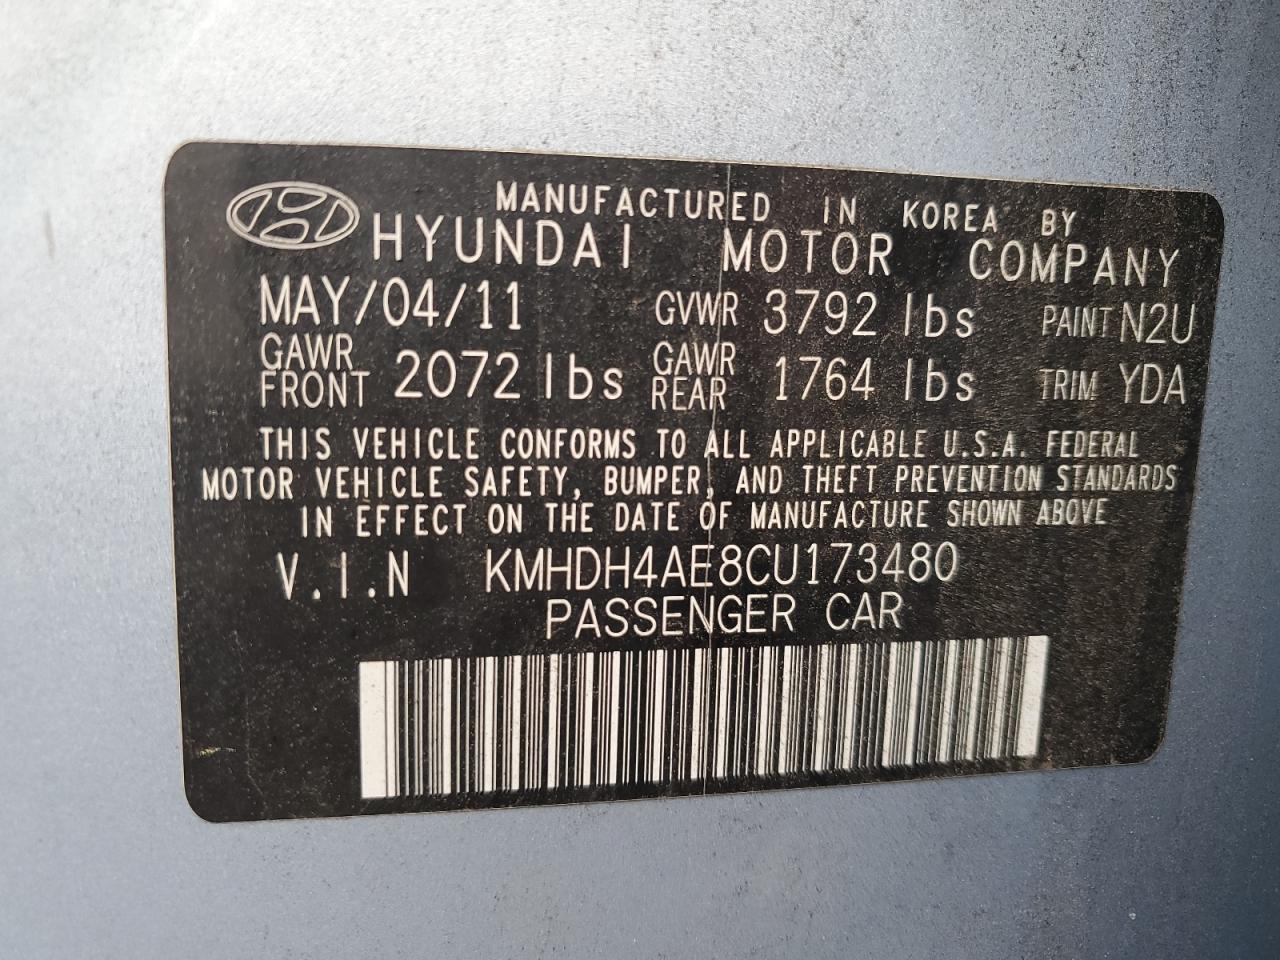 MANUFACTURED IN KOREA BY
HYUNDAI MOTOR COMPANY
MAY/04/11 GVWR 3792 lbs PAINT N2U
GAWR FRONT 2072 lbs GAWR REAR 1764 lbs TRIM YDA
THIS VEHICLE CONFORMS TO ALL APPLICABLE U.S.A. FEDERAL
MOTOR VEHICLE SAFETY, BUMPER, AND THEFT PREVENTION STANDARDS
IN EFFECT ON THE DATE OF MANUFACTURE SHOWN ABOVE
V.I.N KMHDH4AE8CU173480
PASSENGER CAR